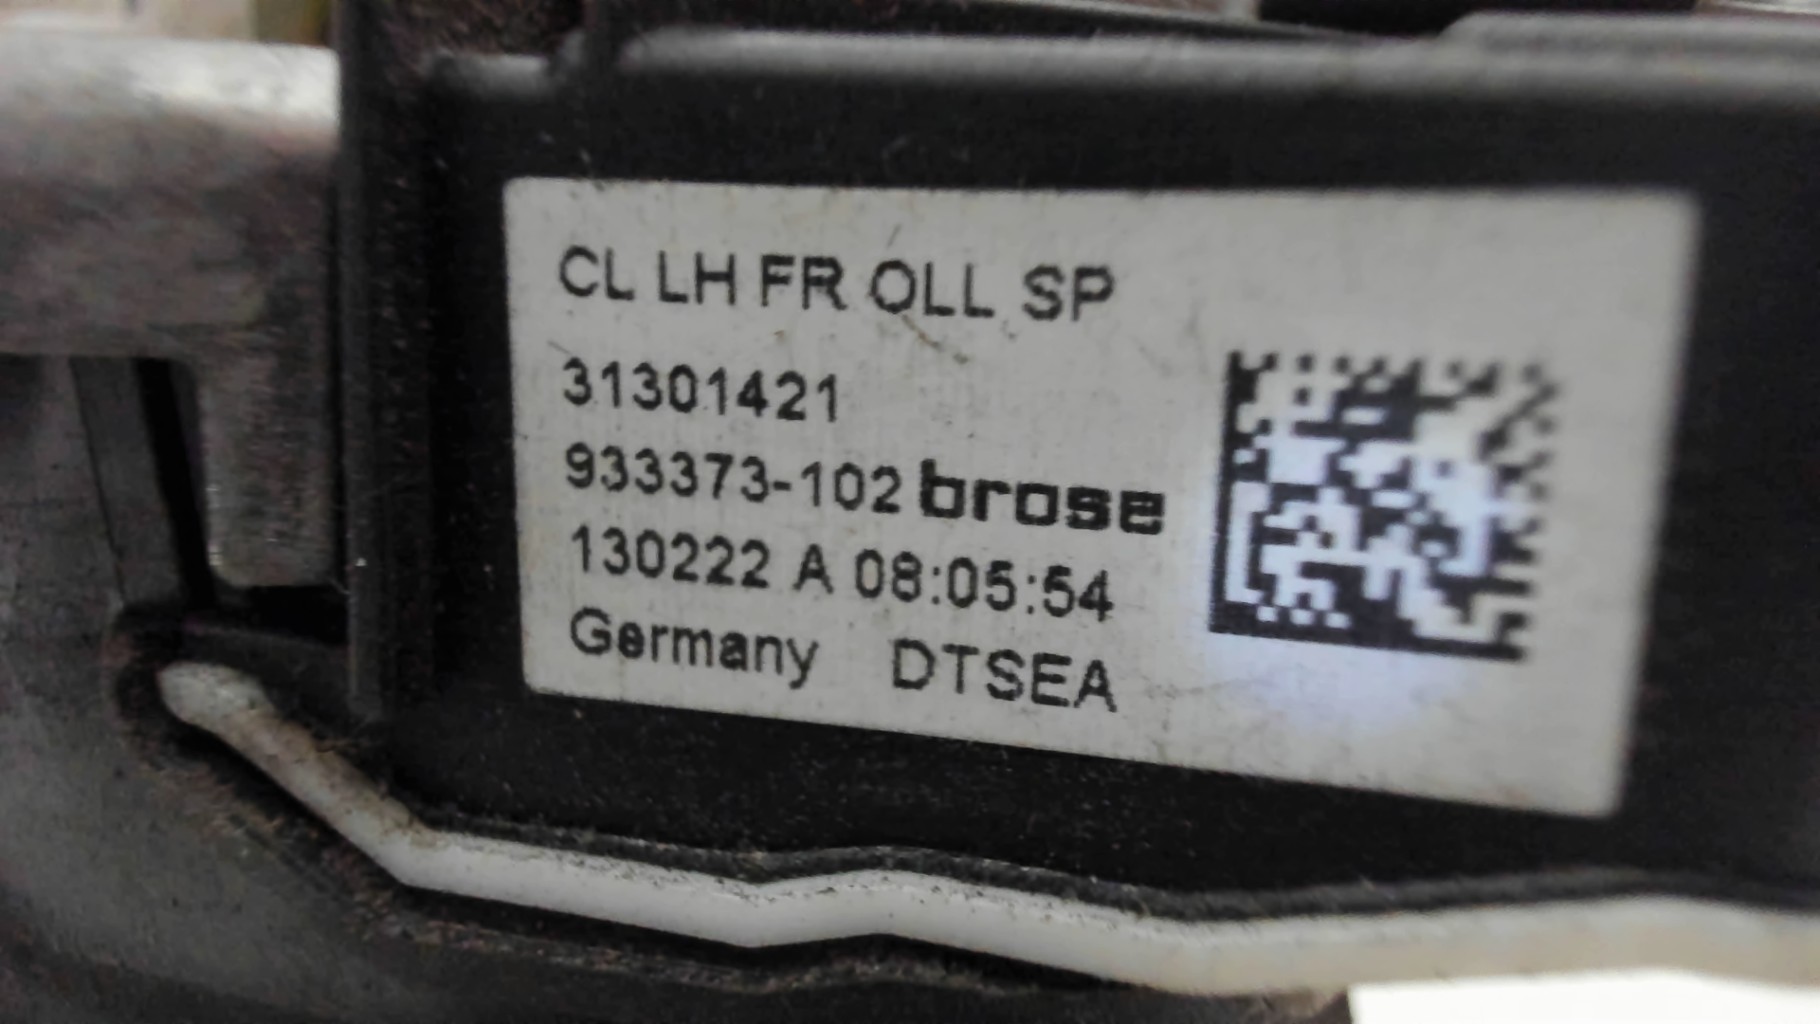 CL LH FR OLL SP
31301421
933373-102 brose
130222 A 08:05:54
Germany DTSEA